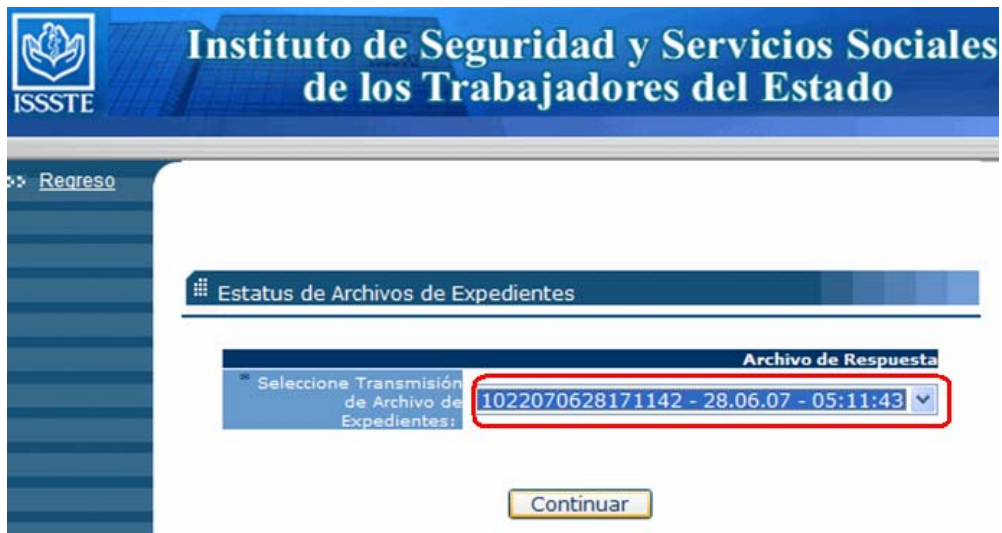 Instituto de Seguridad y Servicios Sociales
de los Trabajadores del Estado
ISSSTE
Regreso
Estatus de Archivos de Expedientes
Archivo de Respuesta
* Seleccione Transmisión
de Archivo de
Expedientes:
1022070628171142 - 28.06.07 - 05:11:43
Continuar